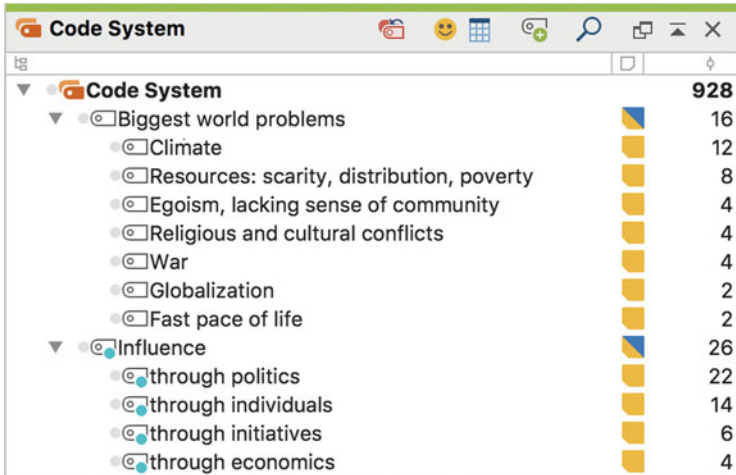 Code System
Code System 928
Biggest world problems 16
Climate 12
Resources: scarity, distribution, poverty 8
Egoism, lacking sense of community 4
Religious and cultural conflicts 4
War 4
Globalization 2
Fast pace of life 2
Influence 26
through politics 22
through individuals 14
through initiatives 6
through economics 4